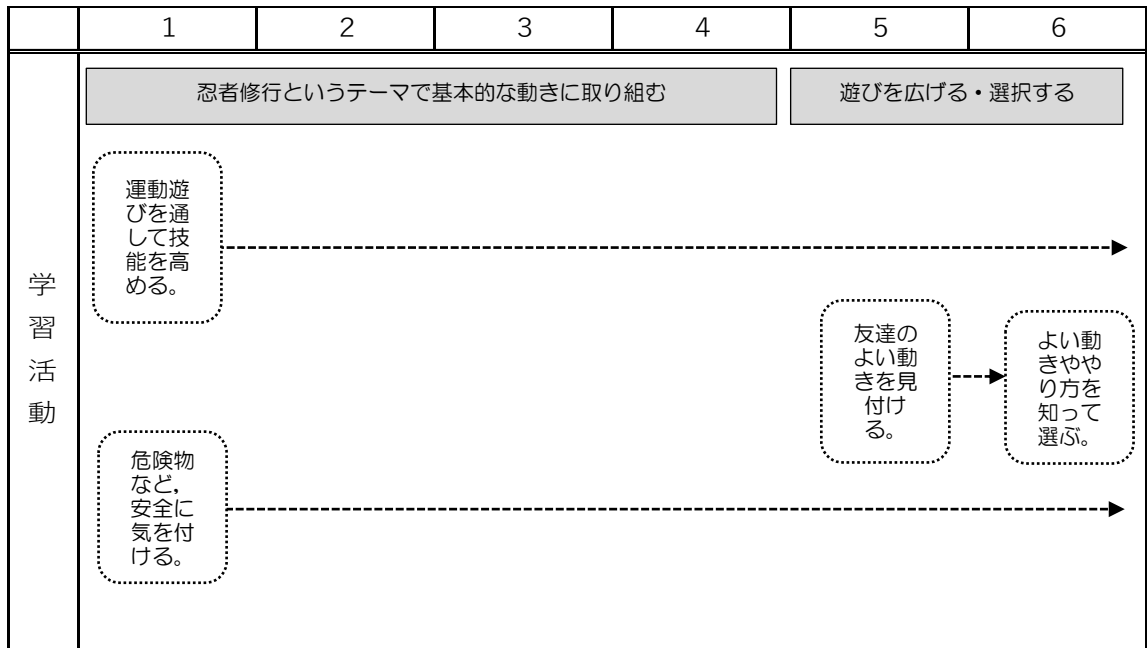 1 2 3 4 5 6
忍者修行というテーマで基本的な動きに取り組む
遊びを広げる・選択する
学
習
活
動
運動遊
びを通
して技
能を高
める。
友達の
よい動
きを見
付け
る。
よい動
きやや
り方を
知って
選ぶ。
危険物
など,
安全に
気を付
ける。